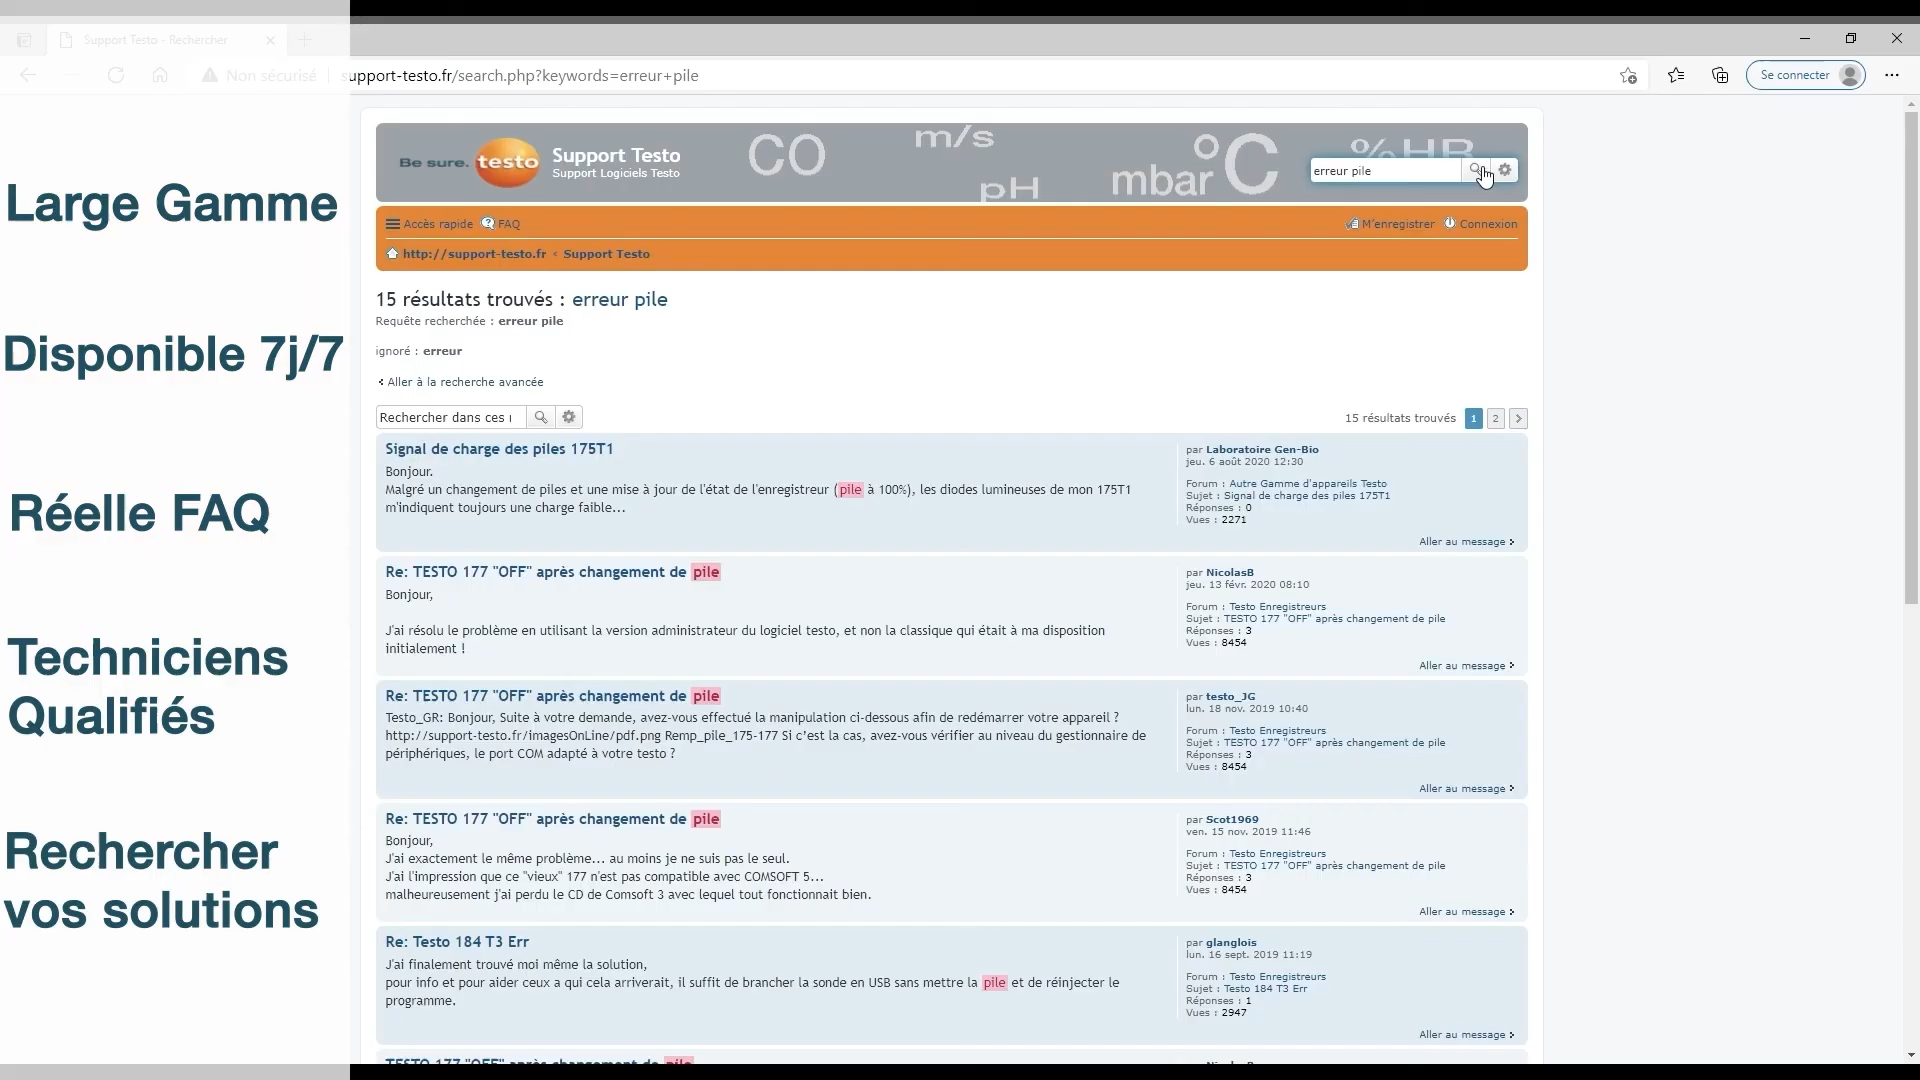 Support Testo - Rechercher
Non sécurisé
support-testo.fr/search.php?keywords=erreur+pile
Se connecter
Large Gamme
Disponible 7j/7
Réelle FAQ
Techniciens
Qualifiés
Rechercher
vos solutions
Be sure. testo
Support Testo
Support Logiciels Testo
CO
m/s
pH
mbar
°C
%HR
erreur pile
Accès rapide
FAQ
M'enregistrer
Connexion
http://support-testo.fr ‹ Support Testo
15 résultats trouvés : erreur pile
Requête recherchée : erreur pile
ignoré : erreur
Aller à la recherche avancée
Rechercher dans ces
15 résultats trouvés 1 2
Signal de charge des piles 175T1
Bonjour.
Malgré un changement de piles et une mise à jour de l'état de l'enregistreur (pile à 100%), les diodes lumineuses de mon 175T1
m'indiquent toujours une charge faible...
par Laboratoire Gen-Bio
jeu. 6 août 2020 12:30
Forum : Autre Gamme d'appareils Testo
Sujet : Signal de charge des piles 175T1
Réponses : 0
Vues : 2271
Aller au message
Re: TESTO 177 "OFF" après changement de pile
Bonjour,
J'ai résolu le problème en utilisant la version administrateur du logiciel testo, et non la classique qui était à ma disposition
initialement !
par NicolasB
jeu. 13 févr. 2020 08:10
Forum : Testo Enregistreurs
Sujet : TESTO 177 "OFF" après changement de pile
Réponses : 3
Vues : 8454
Aller au message
Re: TESTO 177 "OFF" après changement de pile
Testo_GR: Bonjour, Suite à votre demande, avez-vous effectué la manipulation ci-dessous afin de redémarrer votre appareil ?
http://support-testo.fr/imagesOnLine/pdf.png Remp_pile_175-177 Si c'est la cas, avez-vous vérifier au niveau du gestionnaire de
périphériques, le port COM adapté à votre testo ?
par testo_JG
lun. 18 nov. 2019 10:40
Forum : Testo Enregistreurs
Sujet : TESTO 177 "OFF" après changement de pile
Réponses : 3
Vues : 8454
Aller au message
Re: TESTO 177 "OFF" après changement de pile
Bonjour,
J'ai exactement le même problème... au moins je ne suis pas le seul.
J'ai l'impression que ce "vieux" 177 n'est pas compatible avec COMSOFT 5...
malheureusement j'ai perdu le CD de Comsoft 3 avec lequel tout fonctionnait bien.
par Scot1969
ven. 15 nov. 2019 11:46
Forum : Testo Enregistreurs
Sujet : TESTO 177 "OFF" après changement de pile
Réponses : 3
Vues : 8454
Aller au message
Re: Testo 184 T3 Err
J'ai finalement trouvé moi même la solution,
pour info et pour aider ceux a qui cela arriverait, il suffit de brancher la sonde en USB sans mettre la pile et de réinjecter le
programme.
par glanglois
lun. 16 sept. 2019 11:19
Forum : Testo Enregistreurs
Sujet : Testo 184 T3 Err
Réponses : 1
Vues : 2947
Aller au message
TESTO 177 "OFF" après changement de pile